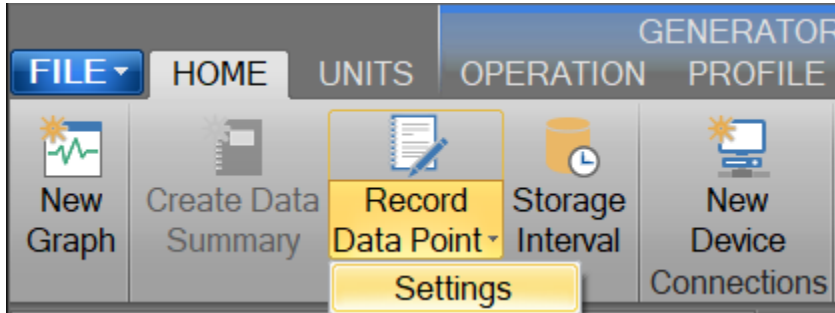 GENERATOR
FILE HOME UNITS OPERATION PROFILE
New Graph
Create Data Summary
Record Data Point
Storage Interval
New Device
Connections
Settings